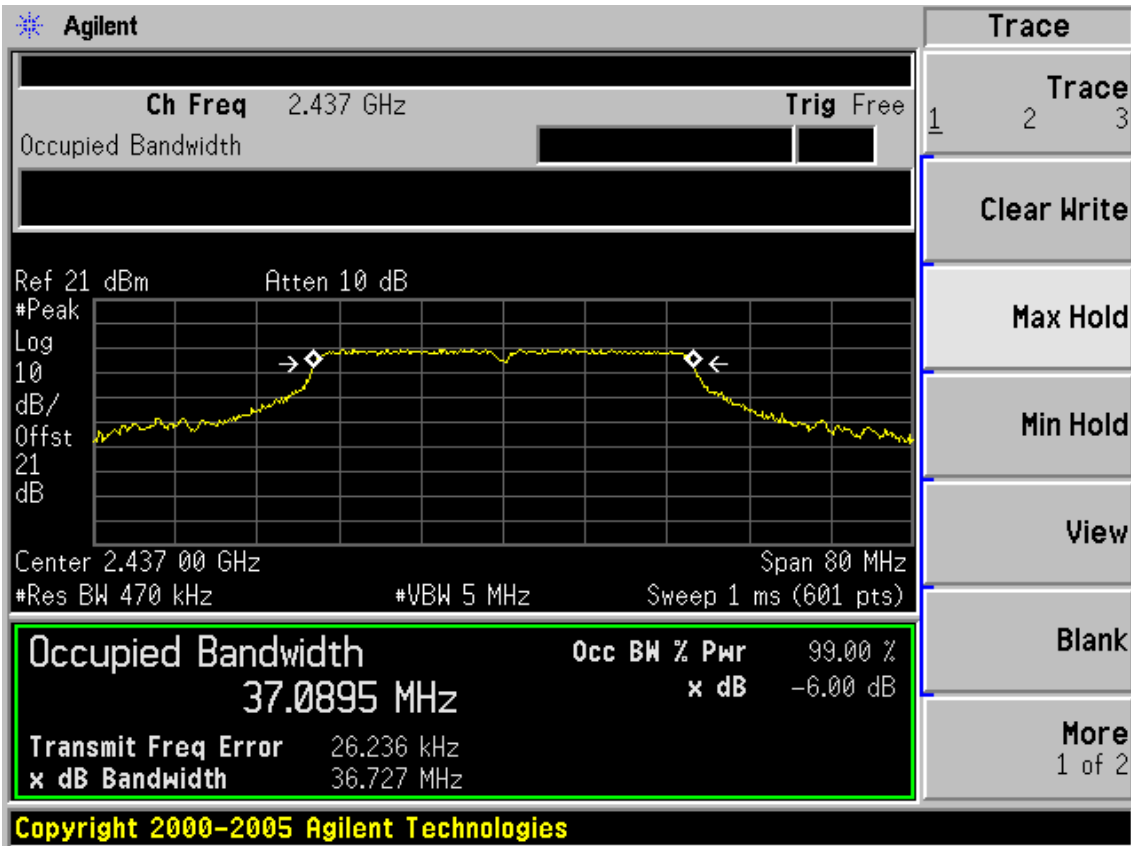 Agilent
Trace
Ch Freq 2.437 GHz Trig Free
Occupied Bandwidth
Trace
1 2 3
Clear Write
Ref 21 dBm Atten 10 dB
#Peak
Log
10
dB/
Offst
21
dB
Max Hold
Min Hold
View
Center 2.437 00 GHz Span 80 MHz
#Res BW 470 kHz #VBW 5 MHz Sweep 1 ms (601 pts)
Occupied Bandwidth
37.0895 MHz
Occ BW % Pwr 99.00 %
x dB -6.00 dB
Transmit Freq Error 26.236 kHz
x dB Bandwidth 36.727 MHz
Blank
More
1 of 2
Copyright 2000-2005 Agilent Technologies